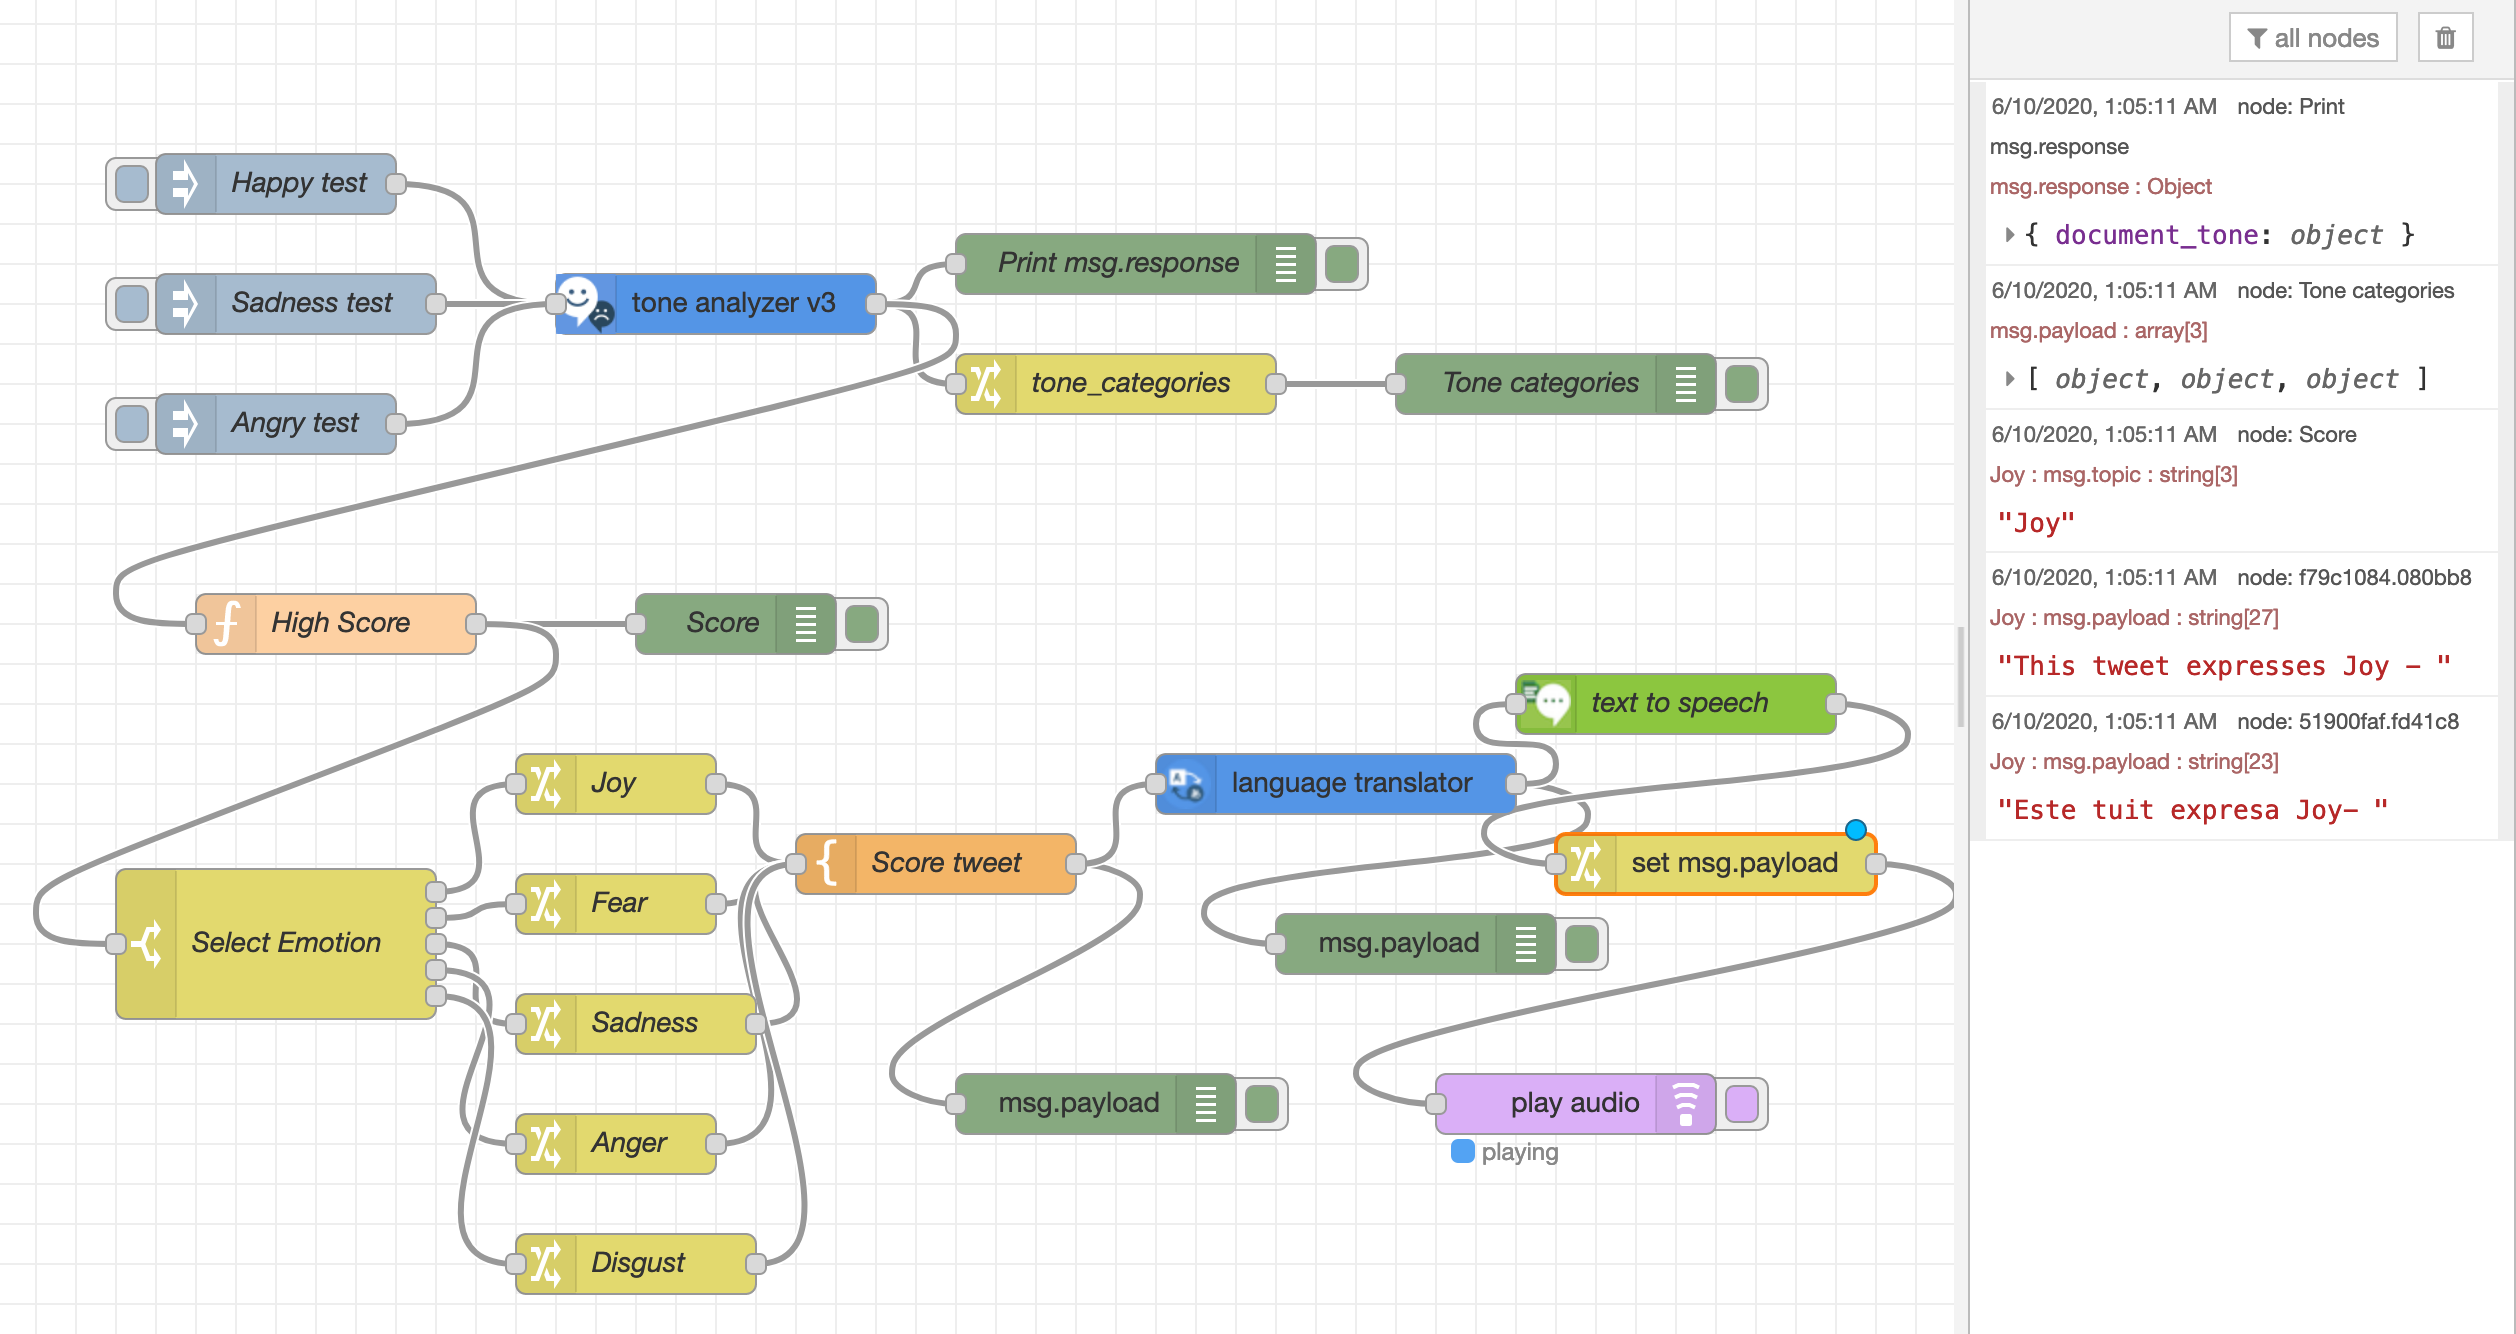 all nodes
6/10/2020, 1:05:11 AM node: Print
msg.response
msg.response : Object
{ document_tone: object }
6/10/2020, 1:05:11 AM node: Tone categories
msg.payload : array[3]
[ object, object, object ]
6/10/2020, 1:05:11 AM node: Score
Joy : msg.topic : string[3]
"Joy"
6/10/2020, 1:05:11 AM node: f79c1084.080bb8
Joy : msg.payload : string[27]
"This tweet expresses Joy - "
6/10/2020, 1:05:11 AM node: 51900faf.fd41c8
Joy : msg.payload : string[23]
"Este tuit expresa Joy- "
Happy test
Sadness test
Angry test
tone analyzer v3
Print msg.response
tone_categories
Tone categories
High Score
Score
Select Emotion
Joy
Fear
Sadness
Anger
Disgust
Score tweet
language translator
text to speech
set msg.payload
msg.payload
msg.payload
play audio
playing